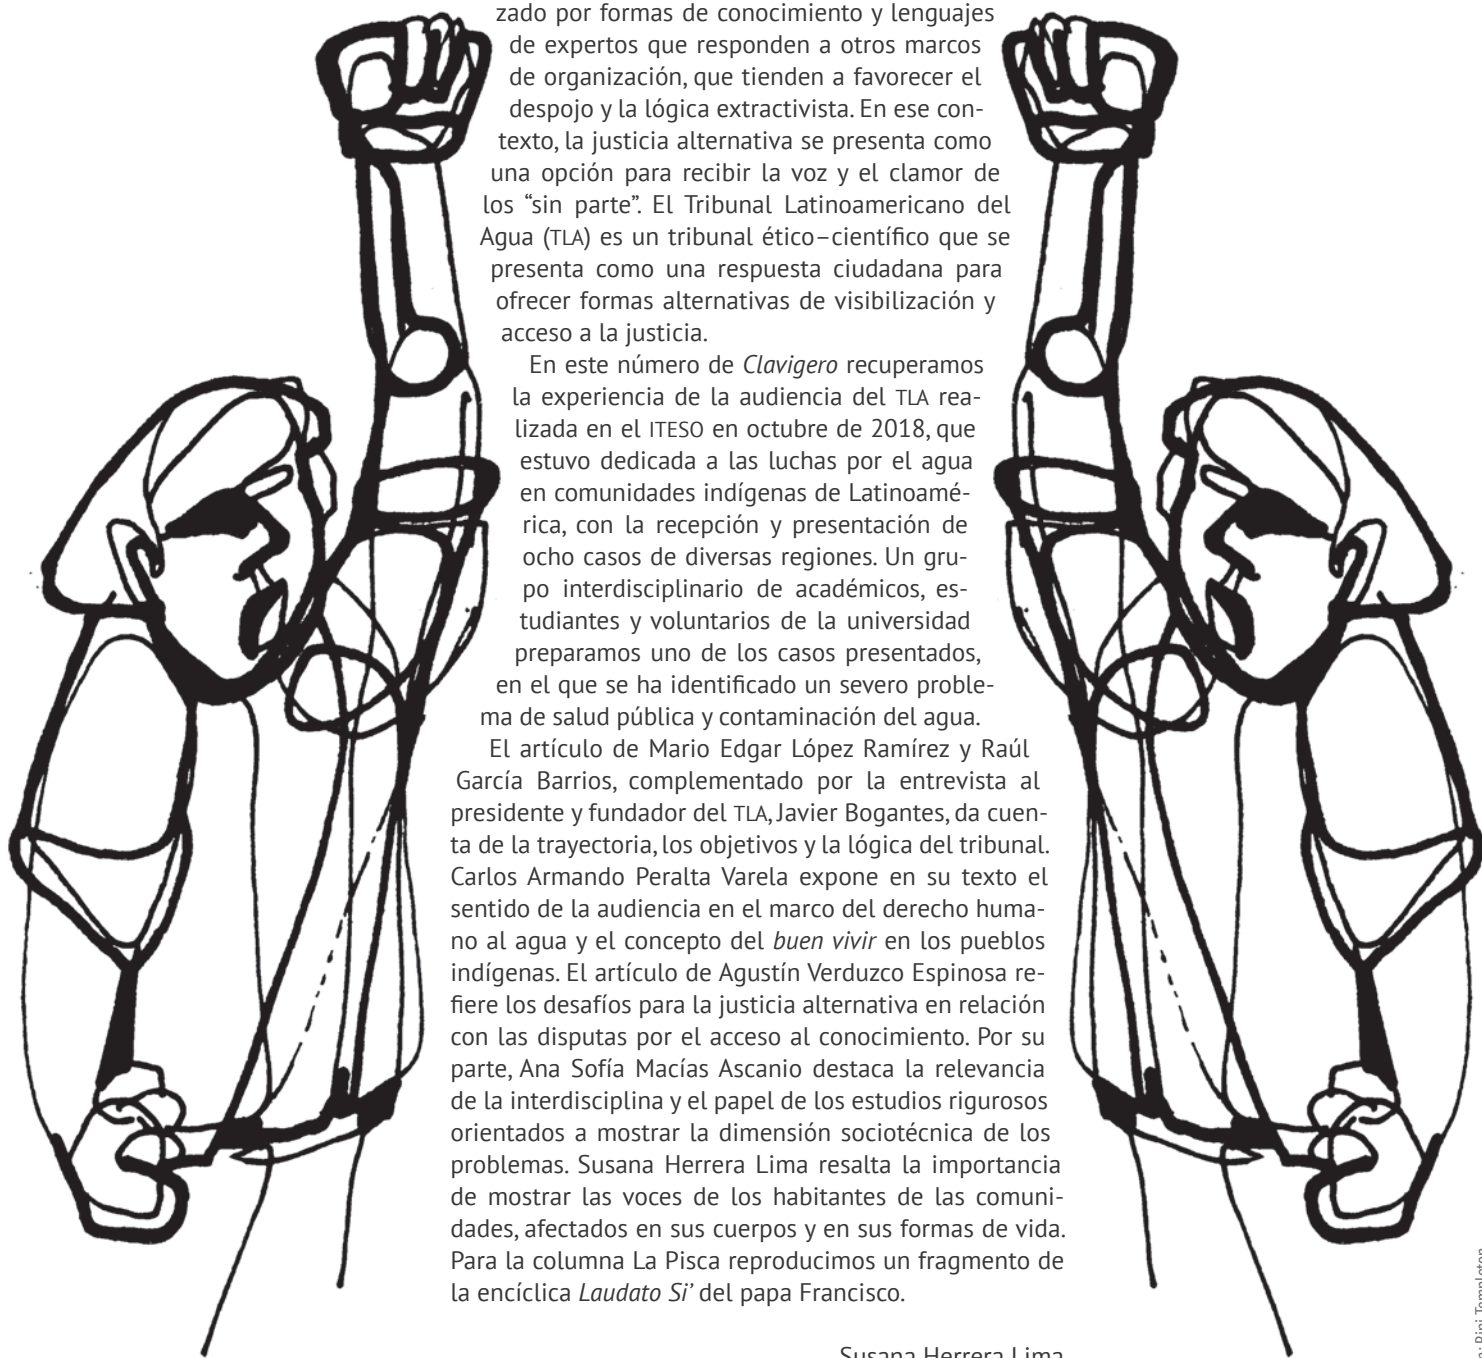 zado por formas de conocimiento y lenguajes
de expertos que responden a otros marcos
de organización, que tienden a favorecer el
despojo y la lógica extractivista. En ese con-
texto, la justicia alternativa se presenta como
una opción para recibir la voz y el clamor de
los “sin parte”. El Tribunal Latinoamericano del
Agua (TLA) es un tribunal ético–científico que se
presenta como una respuesta ciudadana para
ofrecer formas alternativas de visibilización y
acceso a la justicia.
En este número de Clavigero recuperamos
la experiencia de la audiencia del TLA rea-
lizada en el ITESO en octubre de 2018, que
estuvo dedicada a las luchas por el agua
en comunidades indígenas de Latinoamé-
rica, con la recepción y presentación de
ocho casos de diversas regiones. Un gru-
po interdisciplinario de académicos, es-
tudiantes y voluntarios de la universidad
preparamos uno de los casos presentados,
en el que se ha identificado un severo proble-
ma de salud pública y contaminación del agua.
El artículo de Mario Edgar López Ramírez y Raúl
García Barrios, complementado por la entrevista al
presidente y fundador del TLA, Javier Bogantes, da cuen-
ta de la trayectoria, los objetivos y la lógica del tribunal.
Carlos Armando Peralta Varela expone en su texto el
sentido de la audiencia en el marco del derecho huma-
no al agua y el concepto del buen vivir en los pueblos
indígenas. El artículo de Agustín Verduzco Espinosa re-
fiere los desafíos para la justicia alternativa en relación
con las disputas por el acceso al conocimiento. Por su
parte, Ana Sofía Macías Ascanio destaca la relevancia
de la interdisciplina y el papel de los estudios rigurosos
orientados a mostrar la dimensión sociotécnica de los
problemas. Susana Herrera Lima resalta la importancia
de mostrar las voces de los habitantes de las comuni-
dades, afectados en sus cuerpos y en sus formas de vida.
Para la columna La Pisca reproducimos un fragmento de
la encíclica Laudato Si’ del papa Francisco.
Susana Herrera Lima
Rini Templeton